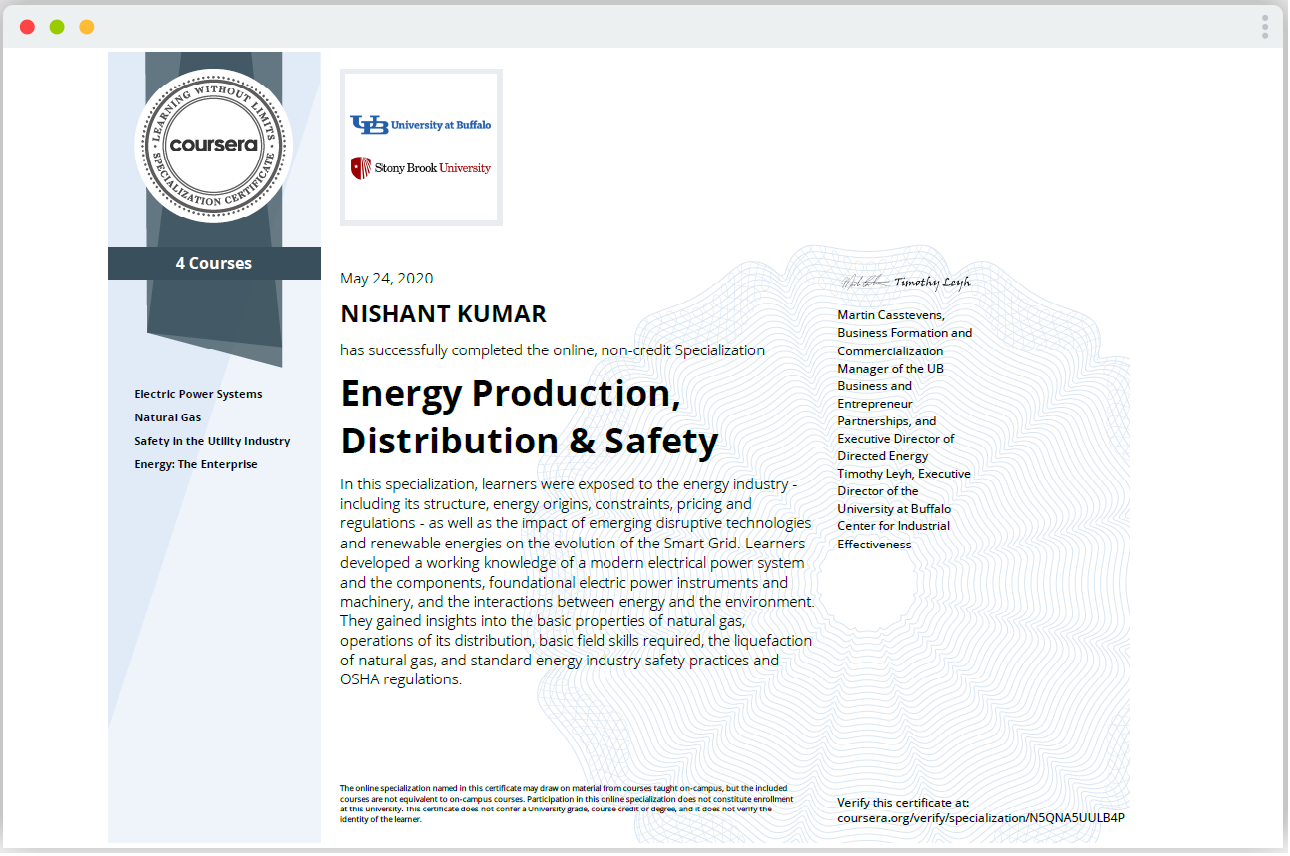 LEARNING WITHOUT LIMITS
coursera
SPECIALIZATION CERTIFICATE
4 Courses
Electric Power Systems
Natural Gas
Safety in the Utility Industry
Energy: The Enterprise
University at Buffalo
Stony Brook University
May 24, 2020
NISHANT KUMAR
has successfully completed the online, non-credit Specialization
Energy Production,
Distribution & Safety
In this specialization, learners were exposed to the energy industry -
including its structure, energy origins, constraints, pricing and
regulations - as well as the impact of emerging disruptive technologies
and renewable energies on the evolution of the Smart Grid. Learners
developed a working knowledge of a modern electrical power system
and the components, foundational electric power instruments and
machinery, and the interactions between energy and the environment.
They gained insights into the basic properties of natural gas,
operations of its distribution, basic field skills required, the liquefaction
of natural gas, and standard energy industry safety practices and
OSHA regulations.
Timothy Leyh
Martin Casstevens,
Business Formation and
Commercialization
Manager of the UB
Business and
Entrepreneur
Partnerships, and
Executive Director of
Directed Energy
Timothy Leyh, Executive
Director of the
University at Buffalo
Center for Industrial
Effectiveness
The online specialization named in this certificate may draw on material from courses taught on-campus, but the included
courses are not equivalent to on-campus courses. Participation in this online specialization does not constitute enrollment
at this university. This certificate does not confer a University grade, course credit or degree, and it does not verify the
identity of the learner.
Verify this certificate at:
coursera.org/verify/specialization/N5QNA5UULB4P